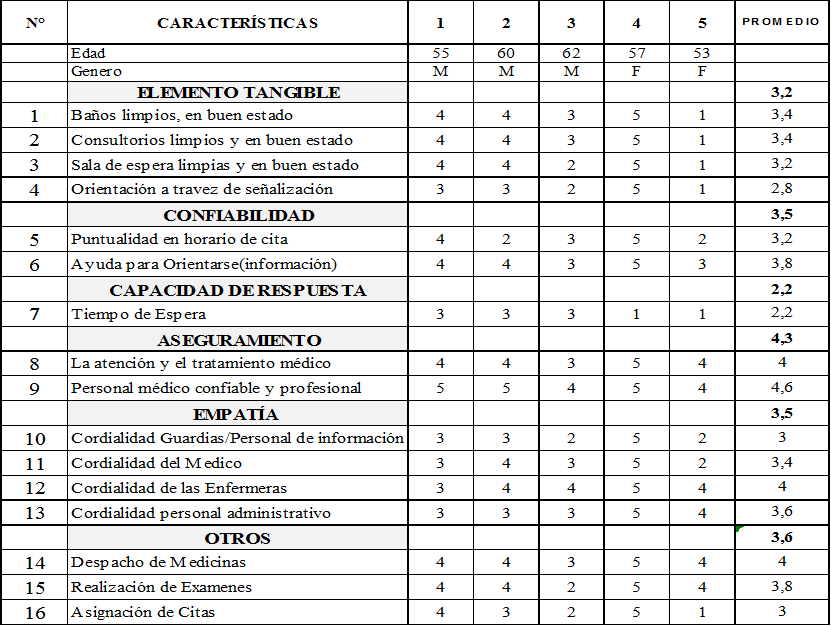 N° CARACTERÍSTICAS 1 2 3 4 5 PROMEDIO
Edad 55 60 62 57 53
Genero M M M F F
ELEMENTO TANGIBLE 3,2
1 Baños limpios, en buen estado 4 4 3 5 1 3,4
2 Consultorios limpios y en buen estado 4 4 3 5 1 3,4
3 Sala de espera limpias y en buen estado 4 4 2 5 1 3,2
4 Orientación a travez de señalización 3 3 2 5 1 2,8
CONFIABILIDAD 3,5
5 Puntualidad en horario de cita 4 2 3 5 2 3,2
6 Ayuda para Orientarse(información) 4 4 3 5 3 3,8
CAPACIDAD DE RESPUESTA 2,2
7 Tiempo de Espera 3 3 3 1 1 2,2
ASEGURAMIENTO 4,3
8 La atención y el tratamiento médico 4 4 3 5 4 4
9 Personal médico confiable y profesional 5 5 4 5 4 4,6
EMPATÍA 3,5
10 Cordialidad Guardias/Personal de información 3 3 2 5 2 3
11 Cordialidad del Medico 3 4 3 5 2 3,4
12 Cordialidad de las Enfermeras 3 4 4 5 4 4
13 Cordialidad personal administrativo 3 3 3 5 4 3,6
OTROS 3,6
14 Despacho de Medicinas 4 4 3 5 4 4
15 Realización de Examenes 4 4 2 5 4 3,8
16 Asignación de Citas 4 3 2 5 1 3